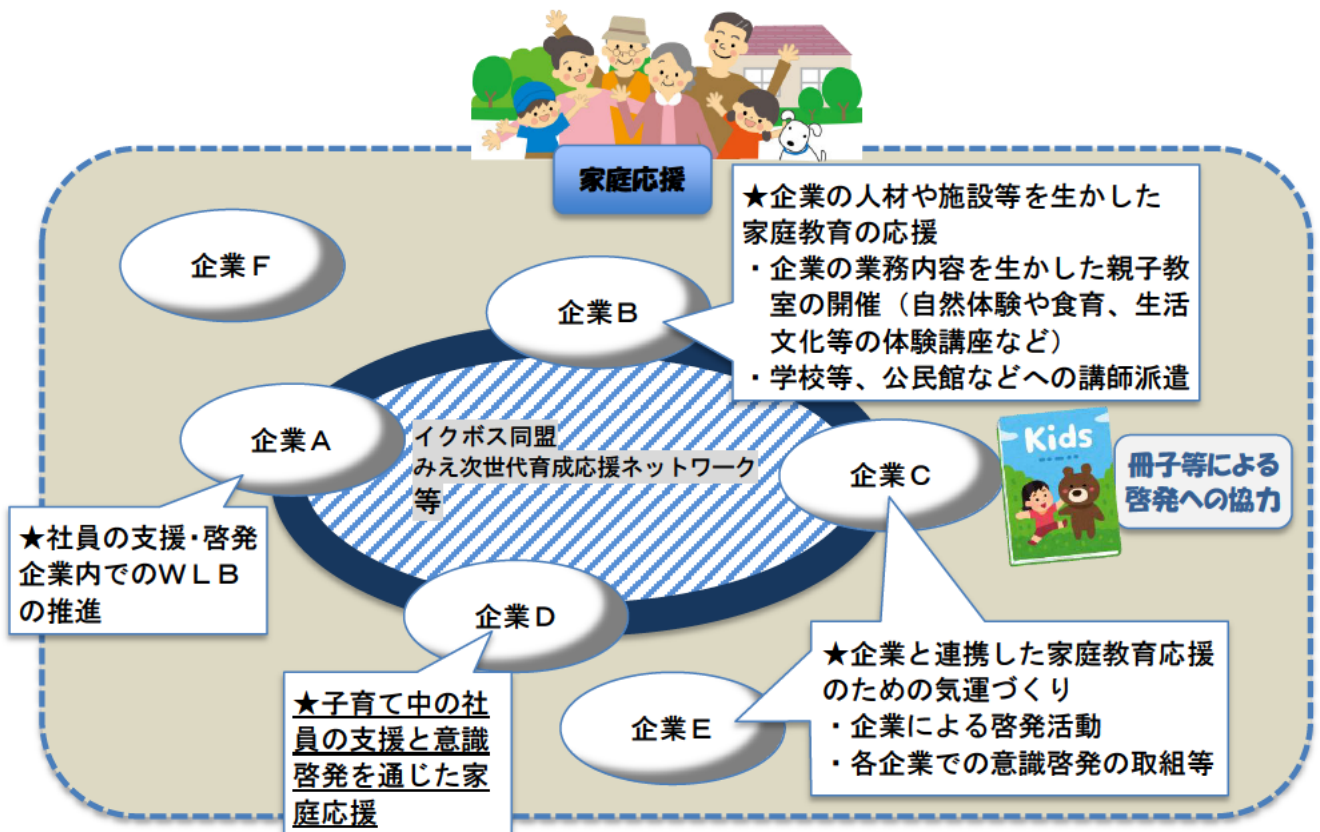 家庭応援
★企業の人材や施設等を生かした
家庭教育の応援
・企業の業務内容を生かした親子教
室の開催（自然体験や食育、生活
文化等の体験講座など）
・学校等、公民館などへの講師派遣
企業Ｆ
企業Ｂ
企業Ａ
イクボス同盟
みえ次世代育成応援ネットワーク
等
企業Ｃ
Kids
冊子等による
啓発への協力
★社員の支援・啓発
企業内でのＷＬＢ
の推進
企業Ｄ
★子育て中の社
員の支援と意識
啓発を通じた家
庭応援
企業Ｅ
★企業と連携した家庭教育応援
のための気運づくり
・企業による啓発活動
・各企業での意識啓発の取組等